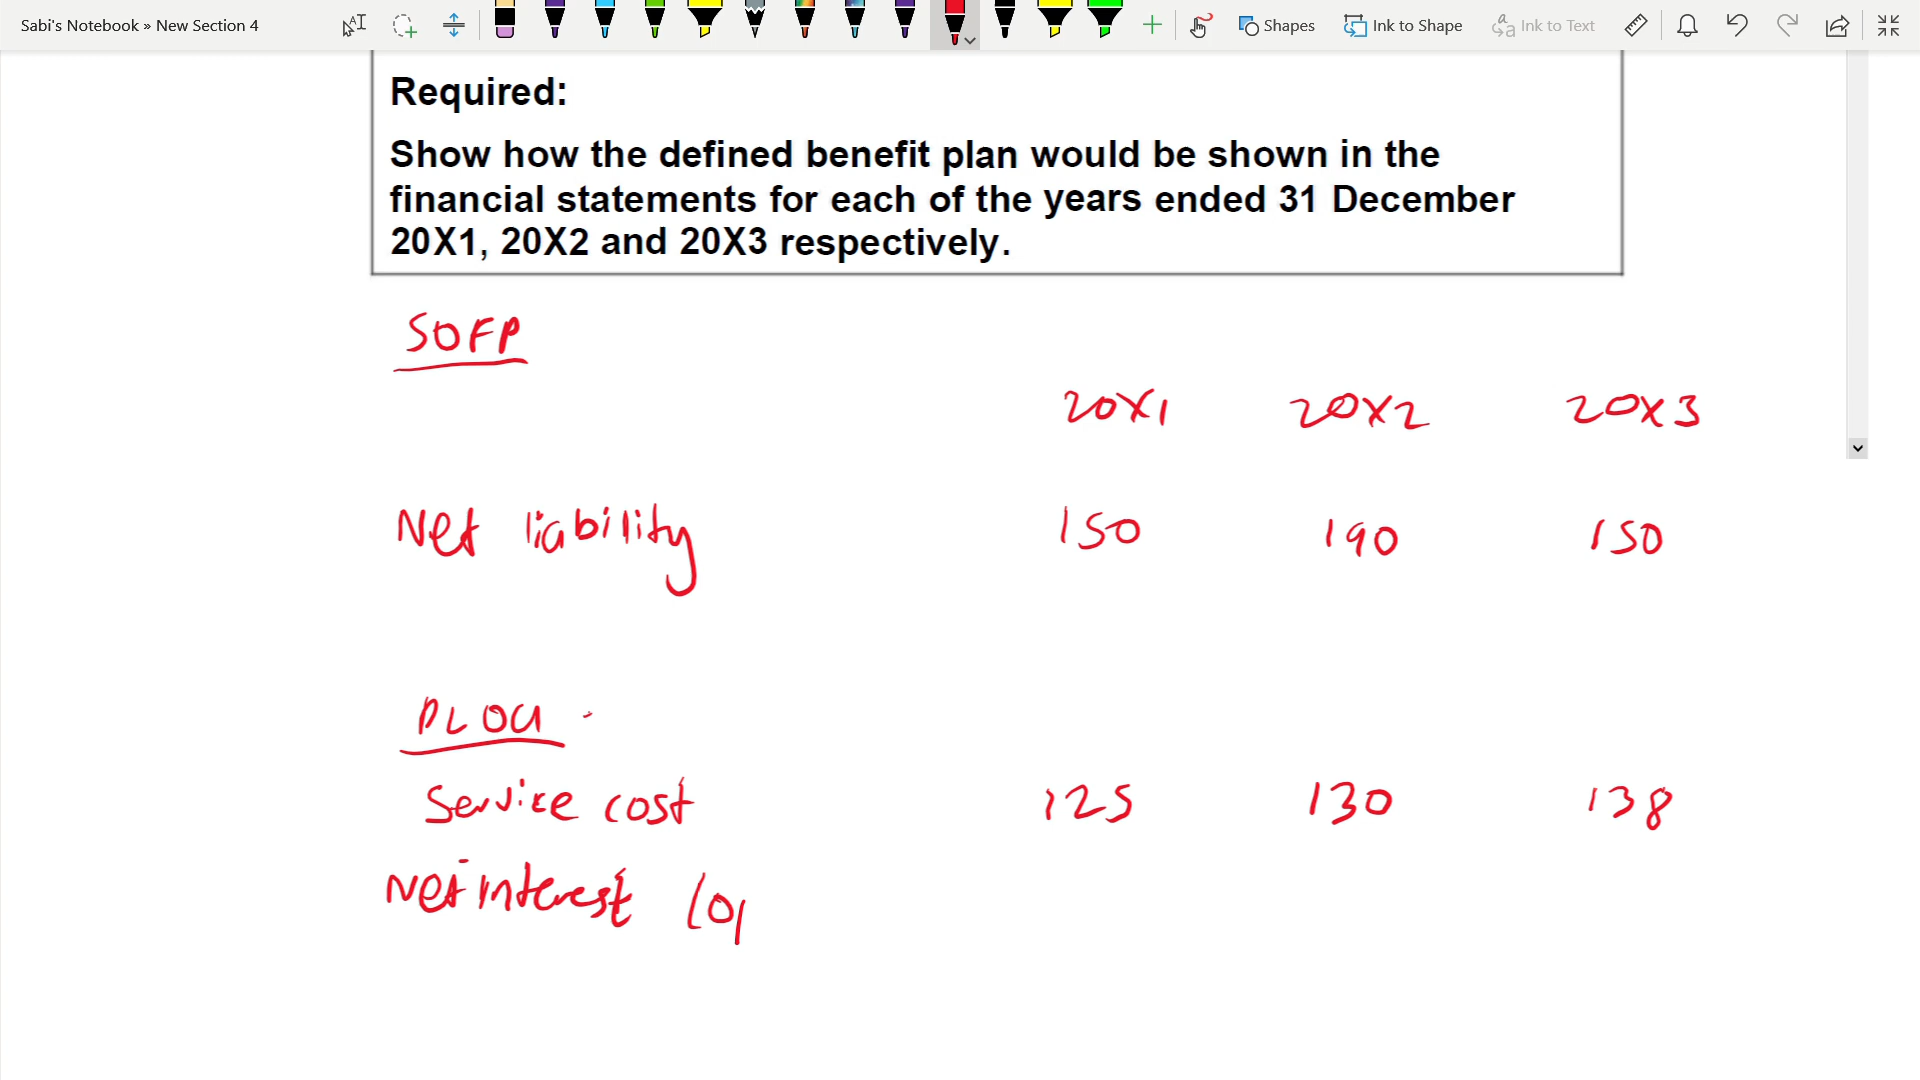 Sabi's Notebook » New Section 4
Shapes
Ink to Shape
Ink to Text
Required:
Show how the defined benefit plan would be shown in the
financial statements for each of the years ended 31 December
20X1, 20X2 and 20X3 respectively.
SOFP
20X1 20X2 20X3
Net liability 150 190 150
PLOCI
Service cost 125 130 138
Net interest